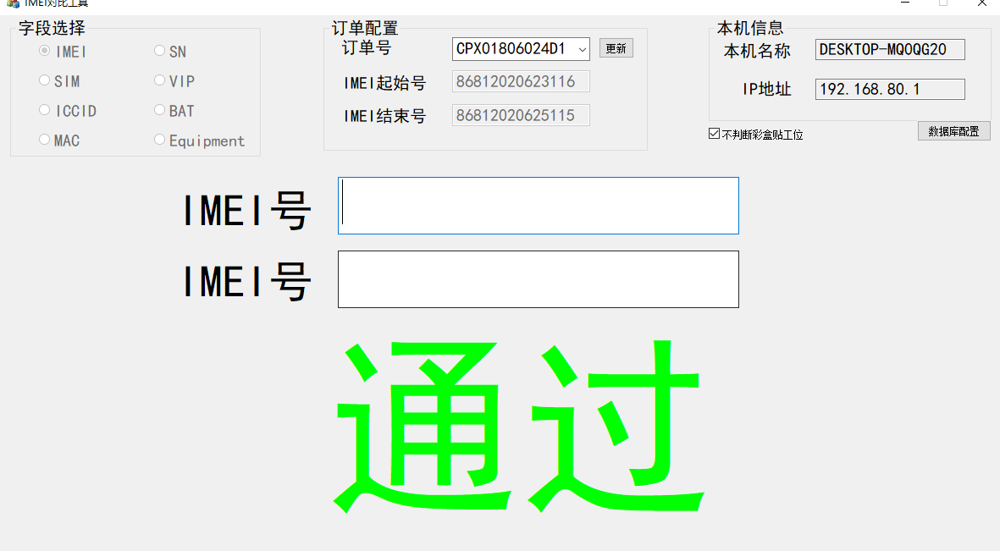 IMEI对比工具
字段选择
IMEI
SN
SIM
VIP
ICCID
BAT
MAC
Equipment
订单配置
订单号
CPX01806024D1
更新
IMEI起始号
86812020623116
IMEI结束号
86812020625115
本机信息
本机名称
DESKTOP-MQ0QG20
IP地址
192.168.80.1
不判断彩盒贴工位
数据库配置
IMEI号
IMEI号
通过